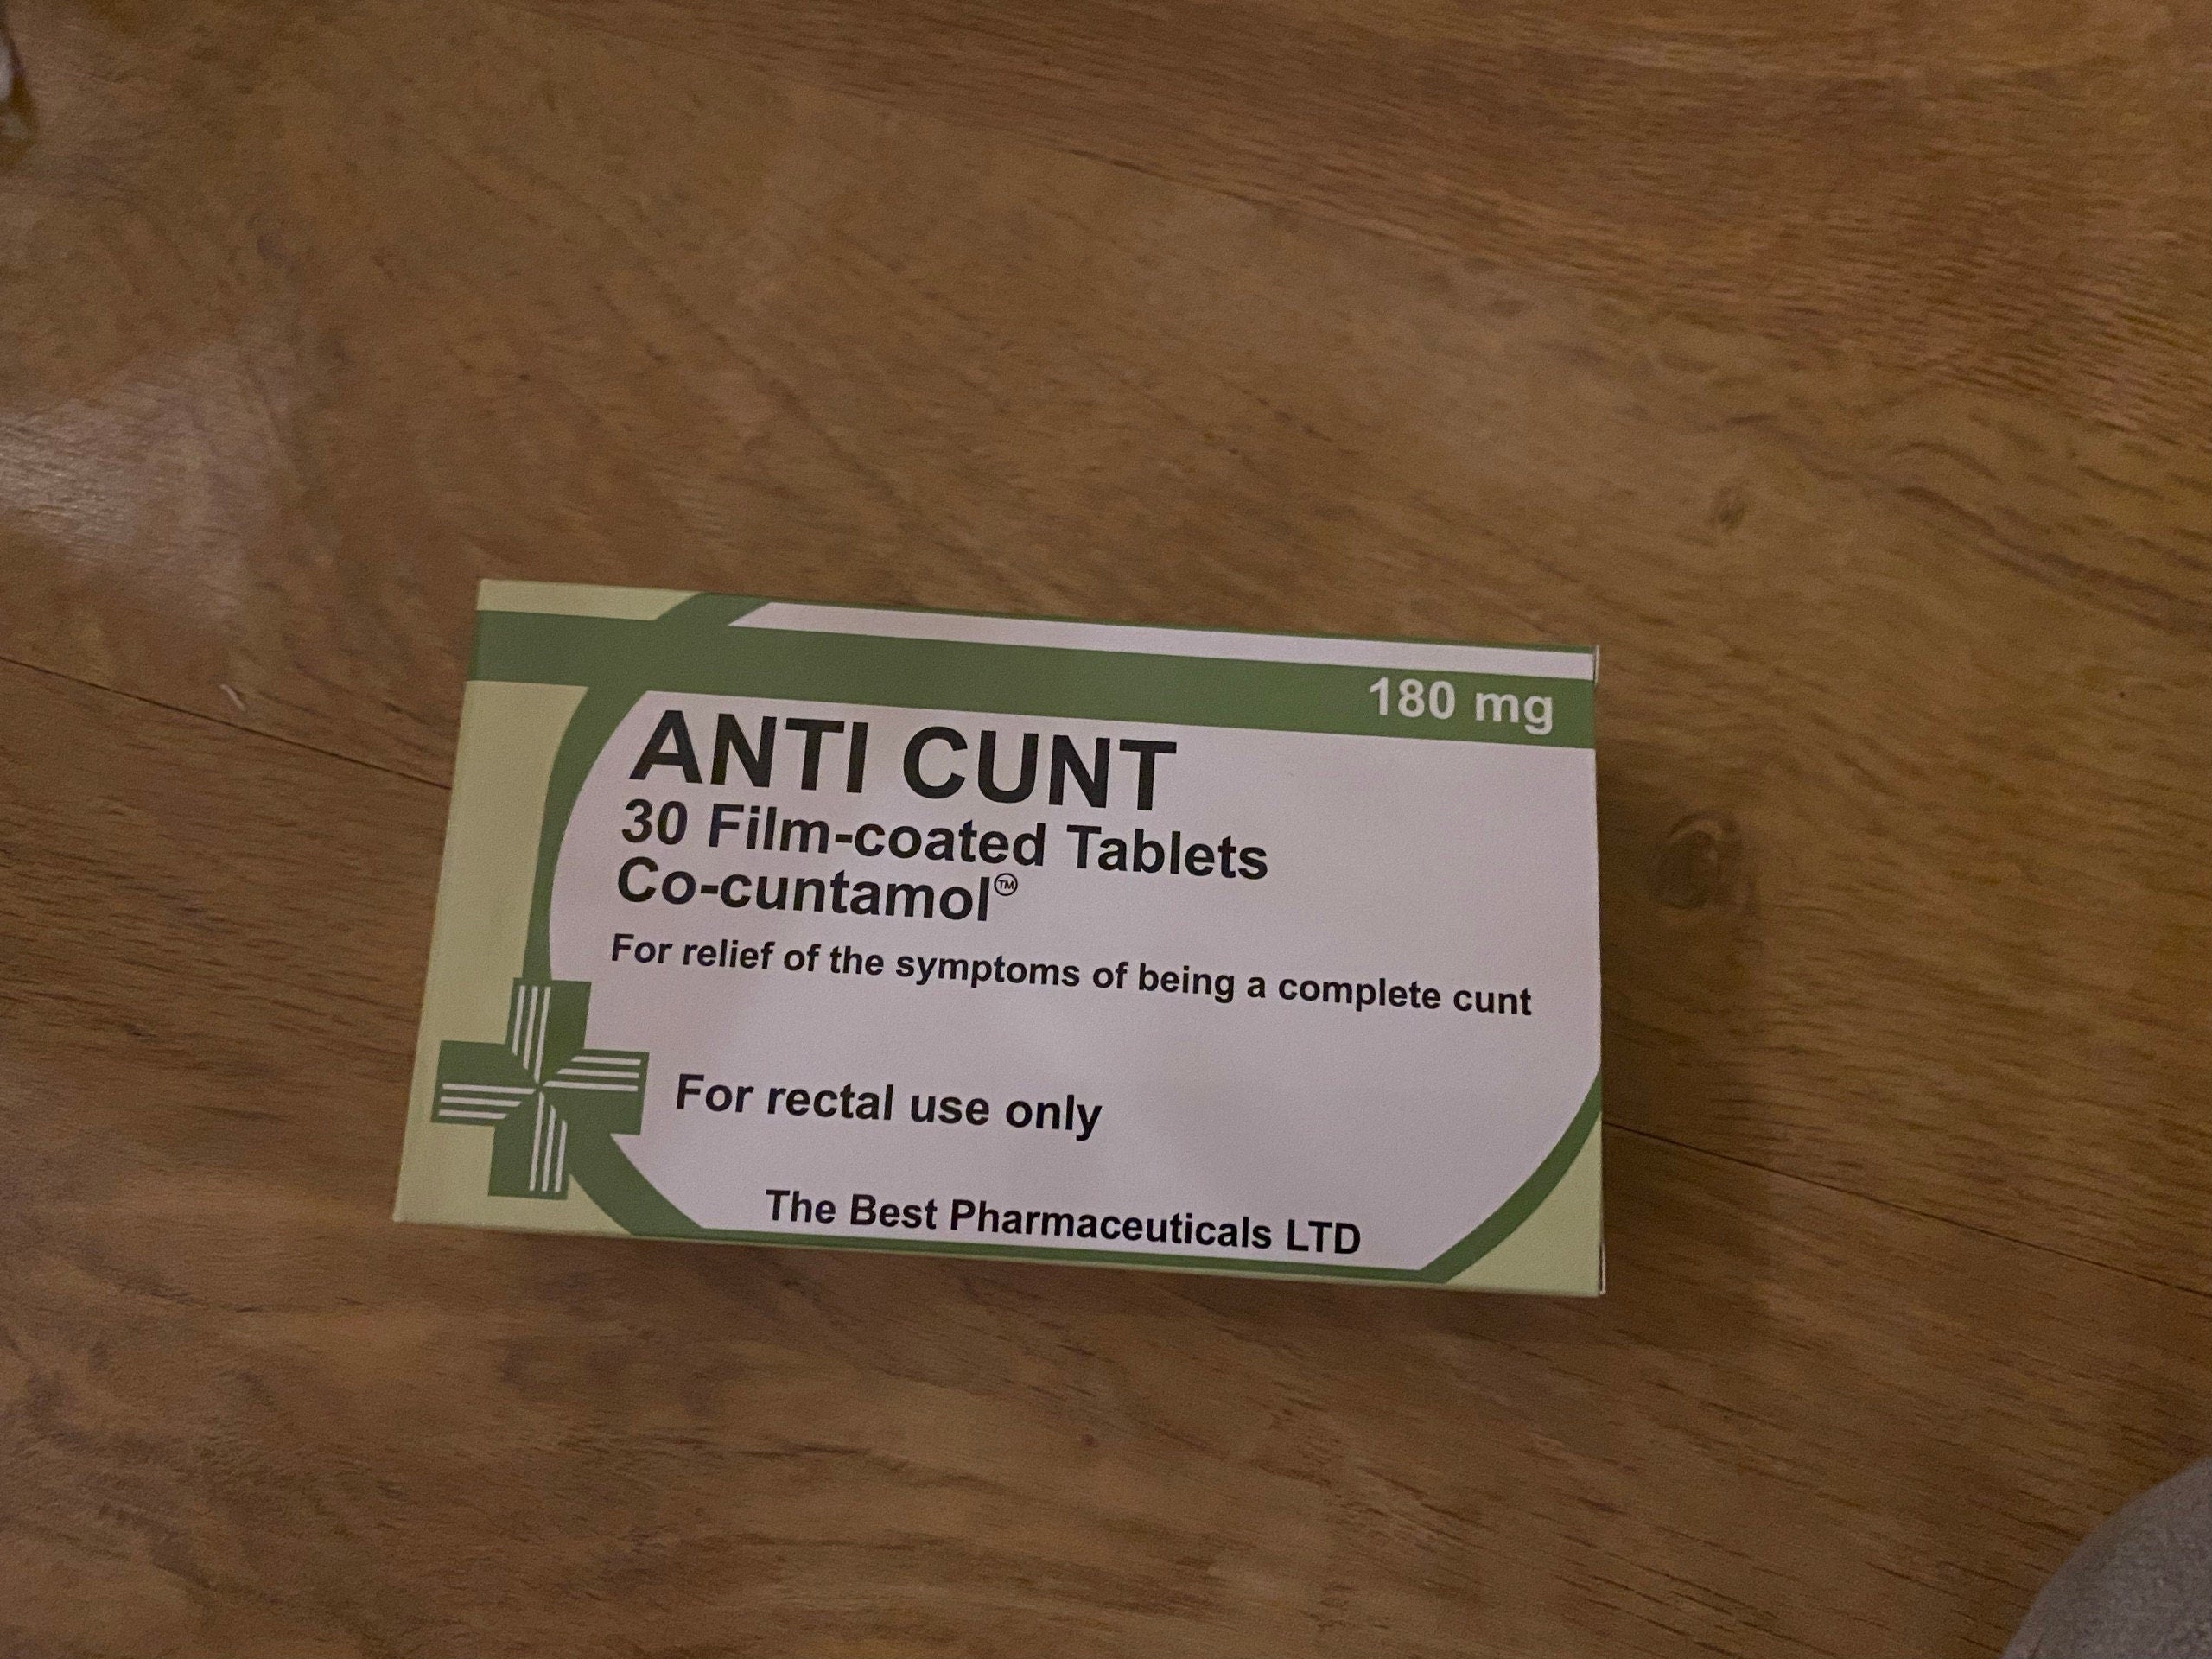 180 mg
ANTI CUNT
30 Film-coated Tablets
Co-cuntamol™
For relief of the symptoms of being a complete cunt
For rectal use only
The Best Pharmaceuticals LTD